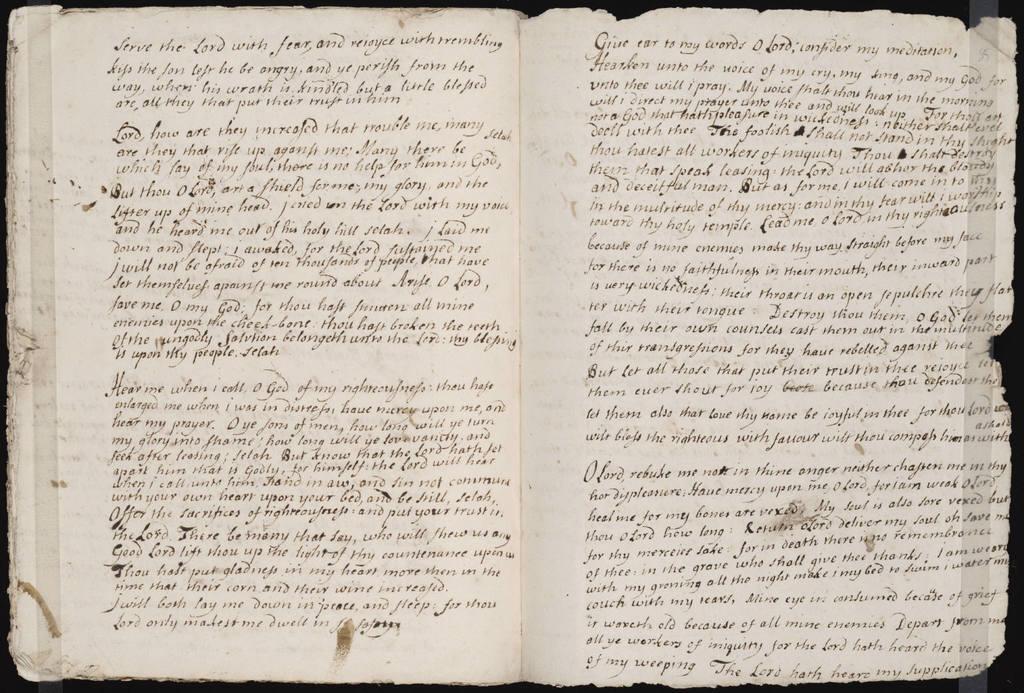 Serve the Lord with fear, and rejoyce with trembling
kiss the son lest he be angry, and ye perish from the
way, when his wrath is kindled but a little blessed
are, all they that put their trust in him
Lord, how are they increased that trouble me, many
are they that rise up against me; Many there be
which say of my soul, there is no help for him in God, Selah
But thou O Lord art a shield for me, my glory, and the
lifter up of mine head. j cried un the Lord with my voice
and he heard me out of his holy hill selah. j laid me
down and slept; i awaked, for the Lord sustained me
j will not be afraid of ten thousands of people, that have
set themselves against me round about Arise, O Lord,
save me, O my God; for thou hast smitten all mine
enemies upon the cheek-bone. thou hast broken the teeth
of the ungodly Salvtion belongeth unto the Lord: thy blessing
is upon thy people. Selah
Hear me when i call, O God of my righteousness: thou hast
enlarged me when i was in distress, have mercy upon me, and
hear my prayer. O ye sons of men, how long will ye turn
my glory into shame; how long will ye lov vanity, and
seek after leasing; selah But know that the Lord hath set
apart him that is Godly, for himself: the Lord will hear
when j call unto him, Stand in aw, and sin not commune
with your own heart upon your bed, and be still, selah,
Offer the sacrifices of righteousness: and put your trust in,
the Lord. There be many that say, who will shew us any
Good Lord lift thou up the light of thy countenance upon us
Thou hast put gladness in my heart, more then in the
time that their corn and their wine increased.
j will both lay me down in peace, and sleep: for thou
Lord only makest me dwell in safety
Give ear to my words O Lord; consider my meditation,
Hearken unto the voice of my cry, my king, and my God for
unto thee will i pray. My voice shalt thou hear in the morning
will i direct my prayer unto thee and will look up For thou art
not a God that hath pleasure in wickedness: neither shall evel
dwell with thee The foolish shall not stand in thy
thou hatest all workers of iniquity Thou shalt destroy
them that speak leasing: the Lord will abhor the bloody
and deceitful man. But as for me, i will come in to thy
in the multitude of thy mercy: and in thy fear will i worship
toward thy holy temple. Lead me O Lord in thy righteousness
because of mine enemies make thy way straight before my face
for there is no faithfulness in their mouth, their inward part
is very wickedness: their throat is an open sepulchre they flat
ter with their tongue. Destroy thou them, O God let them
fall by their own counsels cast them out in the multitude
of thir transgressions for they have rebelled against thee
But let all those that put their trust in thee rejoyce let
them ever shout for joy because thou defendest the
let them also that love thy name be joyful in thee for thou Lord
wilt bless the righteous with favour wilt thou compass him as with
a shield
O Lord, rebuke me not in thine anger neither chasten me in thy
hot displeasure; Have mercy upon me, O Lord, for i am weak O Lord
heal me for my bones are vexed. My soul is also sore vexed but
thou O Lord how long: Return O Lord deliver my soul oh save me
for thy mercies sake: for in death there is no remembrance
of thee: in the grave who shall give thee thanks: i am weary
with my groning all the night make i my bed to swim i water my
couch with my tears, Mine eye in consumed because of grief
it waxeth old because of all mine enemies Depart from me
all ye workers of iniquity for the Lord hath heard the voice
of my weeping The Lord hath heard my supplication